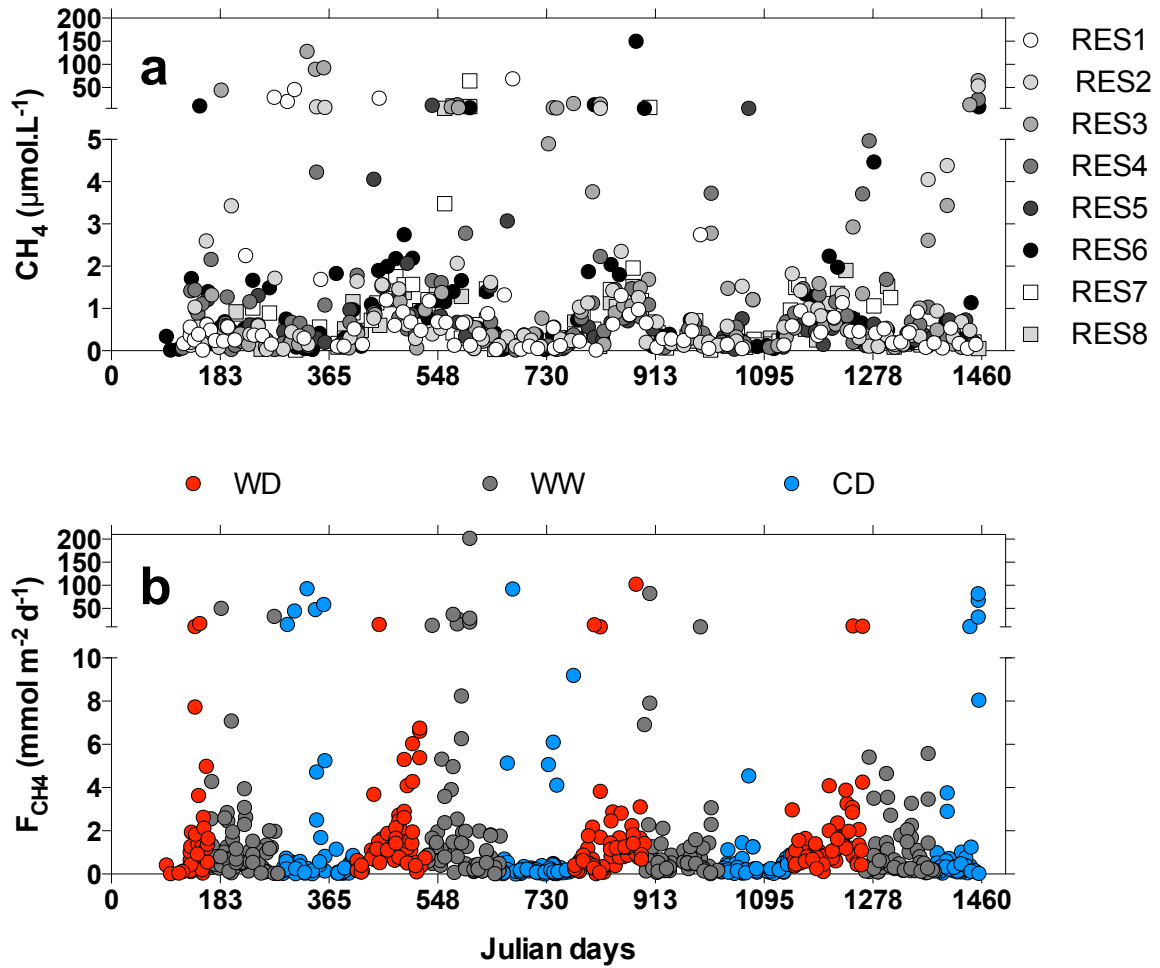 a
200
150
100
50
5
4
3
2
1
0
CH4 (µmol.L-1)
0 183 365 548 730 913 1095 1278 1460
RES1
RES2
RES3
RES4
RES5
RES6
RES7
RES8
WD WW CD
b
200
150
100
50
10
8
6
4
2
0
FCH4 (mmol m-2 d-1)
0 183 365 548 730 913 1095 1278 1460
Julian days